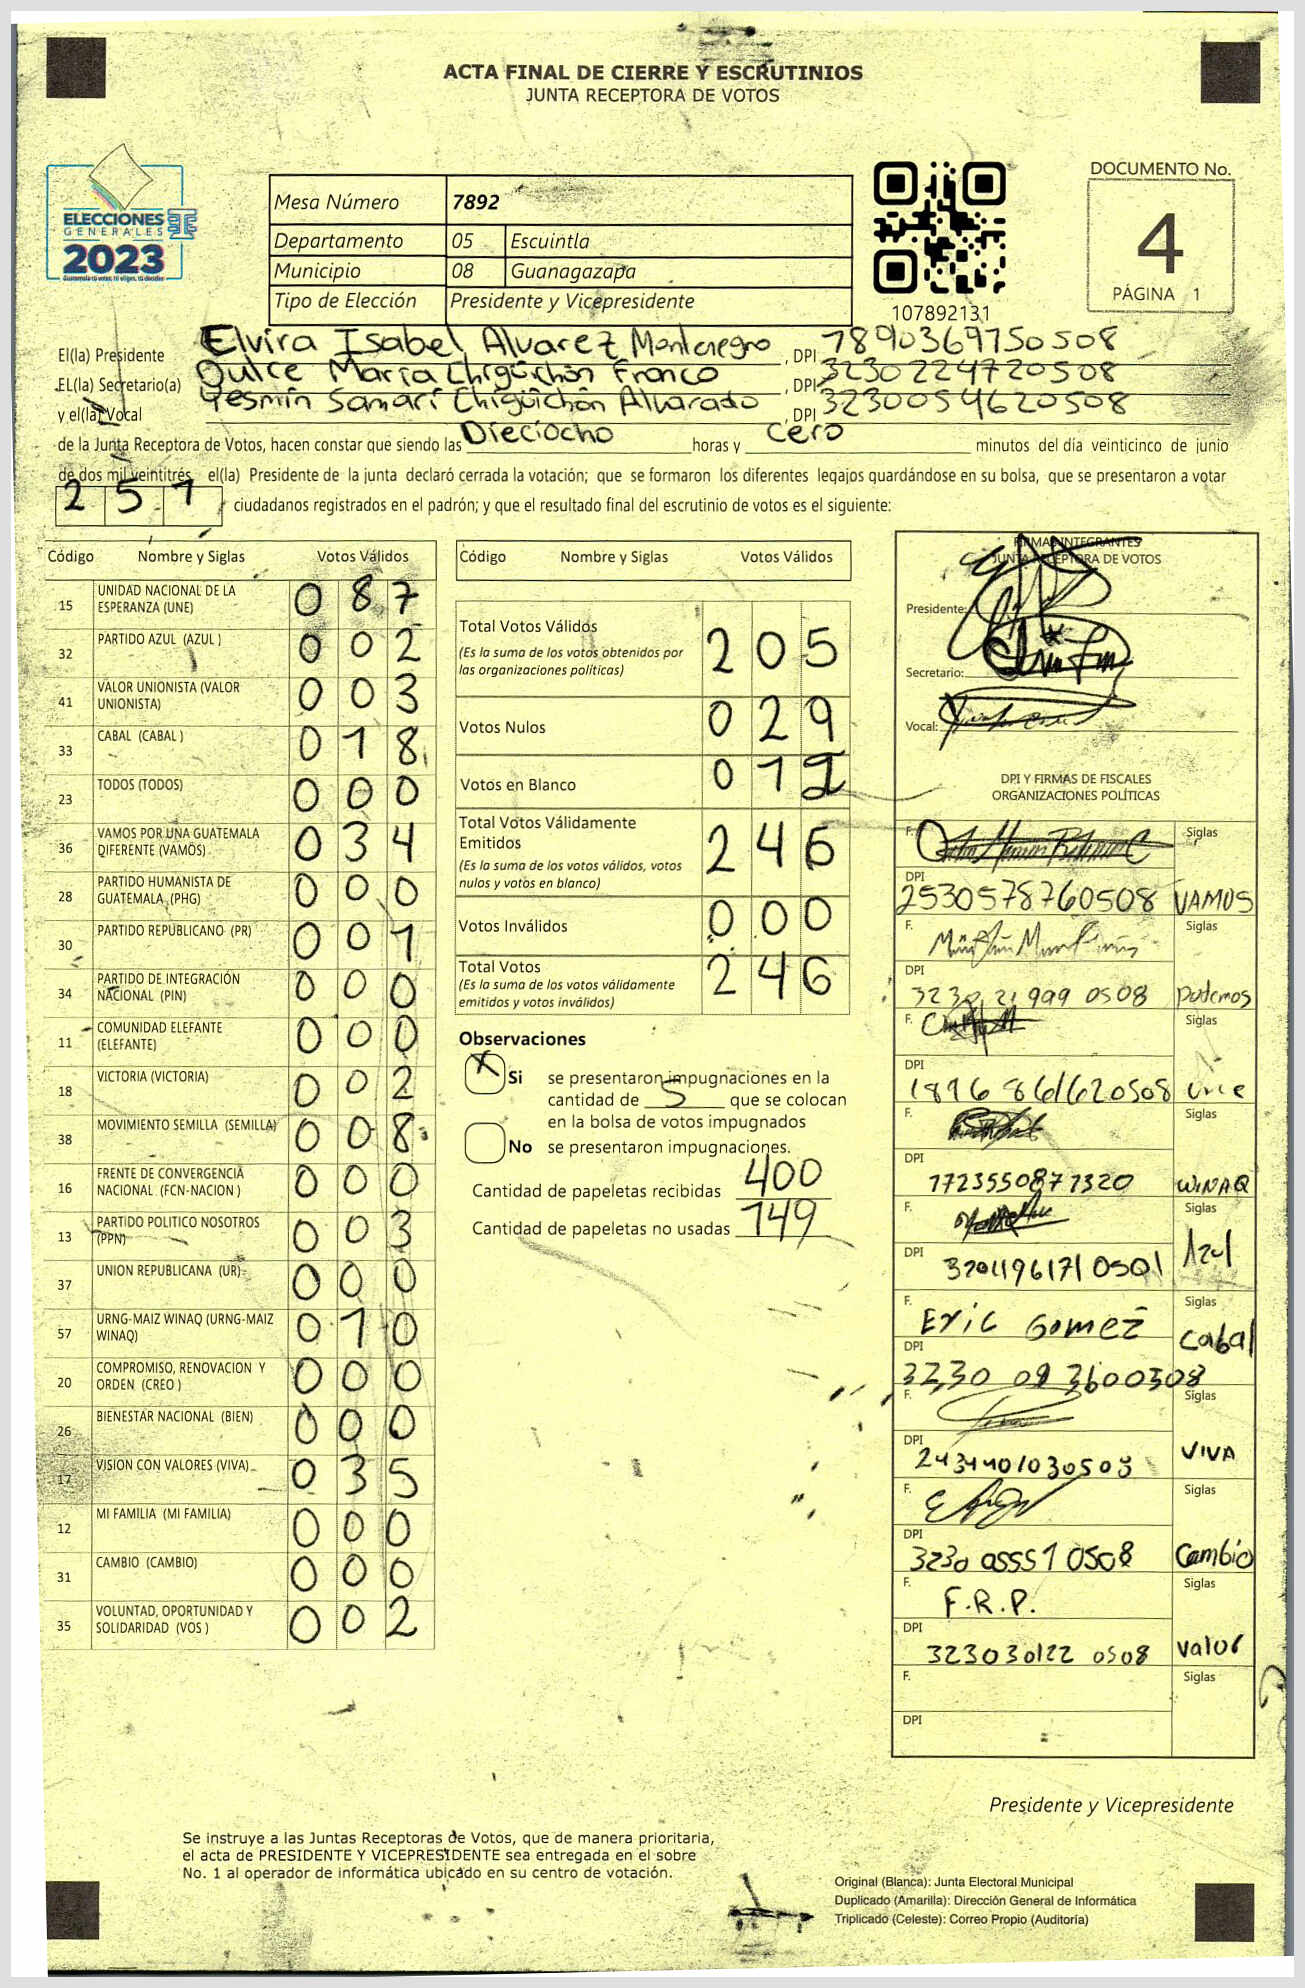 ACTA FINAL DE CIERRE Y ESCRUTINIOS
JUNTA RECEPTORA DE VOTOS
ELECCIONES
GENERALES
2023
Guatemala tú votas, tú eliges, tú decides
Mesa Número 7892
Departamento 05 Escuintla
Municipio 08 Guanagazapa
Tipo de Elección Presidente y Vicepresidente
107892131
DOCUMENTO No.
4
PÁGINA 1
El(la) Presidente Elvira Isabel Alvarez Montenegro, DPI 1890369750508
EL(la) Secretario(a) Dulce María Chigüichón Franco, DPI 3230224720508
y el(la) Vocal Yesmin Samari Chigüichón Alvarado, DPI 3230054620508
de la Junta Receptora de Votos, hacen constar que siendo las Dieciocho horas y cero minutos del día veinticinco de junio
de dos mil veintitrés el(la) Presidente de la junta declaró cerrada la votación; que se formaron los diferentes legajos guardándose en su bolsa, que se presentaron a votar
251 ciudadanos registrados en el padrón; y que el resultado final del escrutinio de votos es el siguiente:
Código Nombre y Siglas Votos Válidos
15 UNIDAD NACIONAL DE LA ESPERANZA (UNE) 087
32 PARTIDO AZUL (AZUL ) 002
41 VALOR UNIONISTA (VALOR UNIONISTA) 003
33 CABAL (CABAL ) 018
23 TODOS (TODOS) 000
36 VAMOS POR UNA GUATEMALA DIFERENTE (VAMOS) 034
28 PARTIDO HUMANISTA DE GUATEMALA (PHG) 000
30 PARTIDO REPUBLICANO (PR) 001
34 PARTIDO DE INTEGRACIÓN NACIONAL (PIN) 000
11 COMUNIDAD ELEFANTE (ELEFANTE) 000
18 VICTORIA (VICTORIA) 002
38 MOVIMIENTO SEMILLA (SEMILLA) 008
16 FRENTE DE CONVERGENCIA NACIONAL (FCN-NACION ) 000
13 PARTIDO POLITICO NOSOTROS (PPN) 003
37 UNION REPUBLICANA (UR) 000
57 URNG-MAIZ WINAQ (URNG-MAIZ WINAQ) 010
20 COMPROMISO, RENOVACION Y ORDEN (CREO ) 000
26 BIENESTAR NACIONAL (BIEN) 000
17 VISION CON VALORES (VIVA) 035
12 MI FAMILIA (MI FAMILIA) 000
31 CAMBIO (CAMBIO) 000
35 VOLUNTAD, OPORTUNIDAD Y SOLIDARIDAD (VOS ) 002
Código Nombre y Siglas Votos Válidos
Total Votos Válidos 205
(Es la suma de los votos obtenidos por
las organizaciones políticas)
Votos Nulos 029
Votos en Blanco 012
Total Votos Válidamente
Emitidos 246
(Es la suma de los votos válidos, votos
nulos y votos en blanco)
Votos Inválidos 000
Total Votos 246
(Es la suma de los votos válidamente
emitidos y votos inválidos)
Observaciones
X Si se presentaron impugnaciones en la
cantidad de 5 que se colocan
en la bolsa de votos impugnados
No se presentaron impugnaciones.
Cantidad de papeletas recibidas 400
Cantidad de papeletas no usadas 149
FIRMAS INTEGRANTES
JUNTA RECEPTORA DE VOTOS
Presidente:
Secretario:
Vocal:
DPI Y FIRMAS DE FISCALES
ORGANIZACIONES POLÍTICAS
F. Siglas
DPI 2530578760508 VAMOS
F. Siglas
DPI podemos
F. Siglas
DPI une
F. Siglas
DPI 1723550871320 WINAQ
F. Siglas
DPI Azul
F. Eric Gomez Siglas
DPI Cabal
F. Siglas
DPI VIVA
F. Siglas
DPI Cambio
F. F.R.P. Siglas
DPI 323030122 0508 Valor
F. Siglas
DPI
Presidente y Vicepresidente
Se instruye a las Juntas Receptoras de Votos, que de manera prioritaria,
el acta de PRESIDENTE Y VICEPRESIDENTE sea entregada en el sobre
No. 1 al operador de informática ubicado en su centro de votación.
Original (Blanca): Junta Electoral Municipal
Duplicado (Amarilla): Dirección General de Informática
Triplicado (Celeste): Correo Propio (Auditoría)